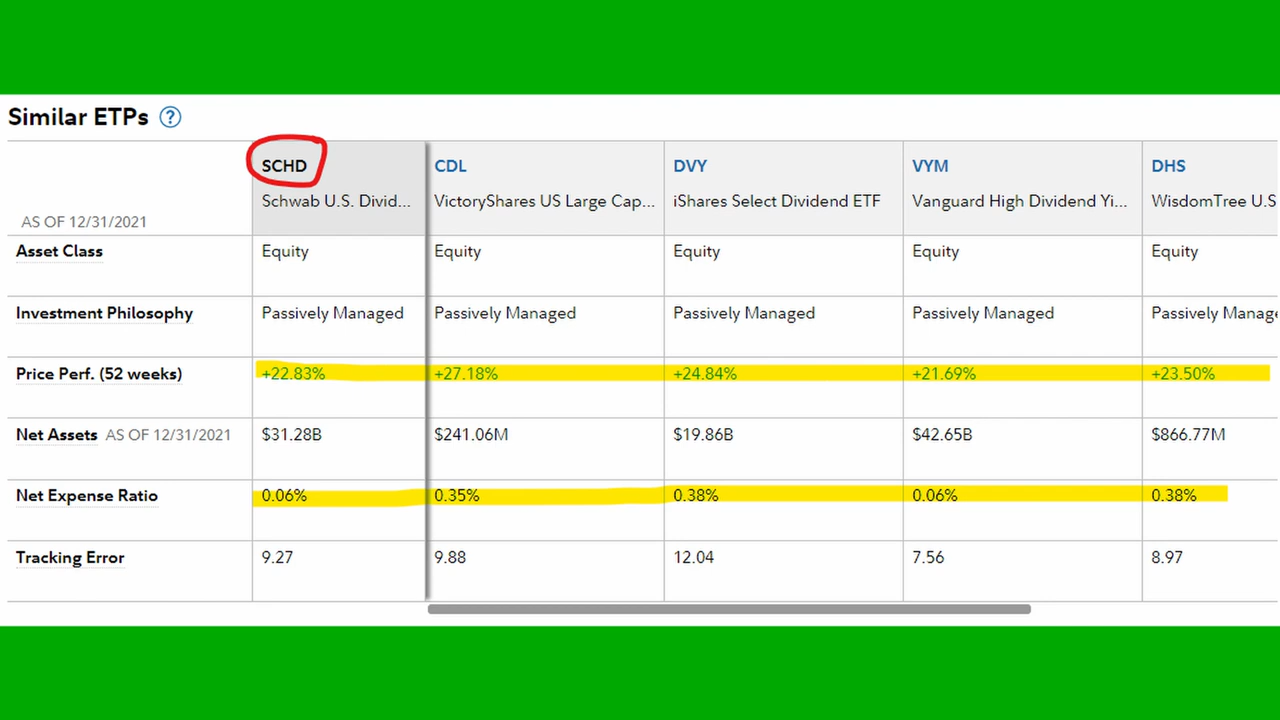 Similar ETPs ?
SCHD CDL DVY VYM DHS
Schwab U.S. Divid... VictoryShares US Large Cap... iShares Select Dividend ETF Vanguard High Dividend Yi... WisdomTree U.S
AS OF 12/31/2021
Asset Class Equity Equity Equity Equity Equity
Investment Philosophy Passively Managed Passively Managed Passively Managed Passively Managed Passively Manage
Price Perf. (52 weeks) +22.83% +27.18% +24.84% +21.69% +23.50%
Net Assets AS OF 12/31/2021 $31.28B $241.06M $19.86B $42.65B $866.77M
Net Expense Ratio 0.06% 0.35% 0.38% 0.06% 0.38%
Tracking Error 9.27 9.88 12.04 7.56 8.97